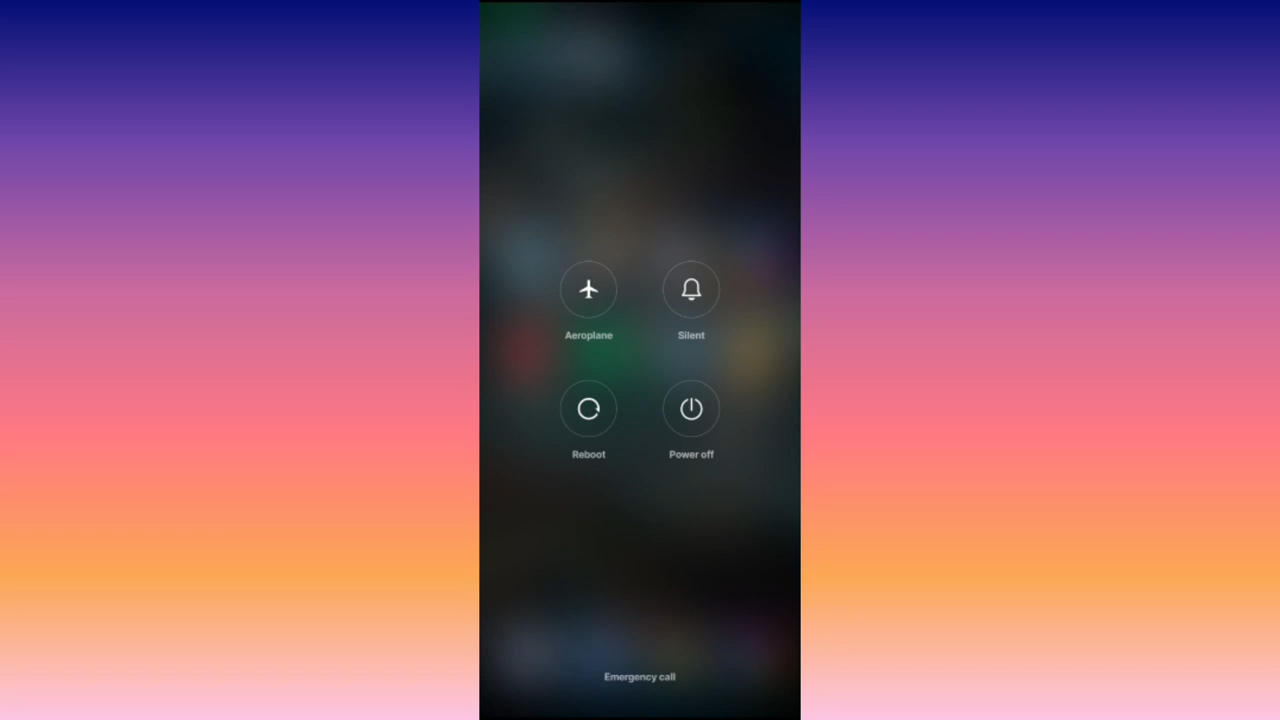 Aeroplane
Silent
Reboot
Power off
Emergency call